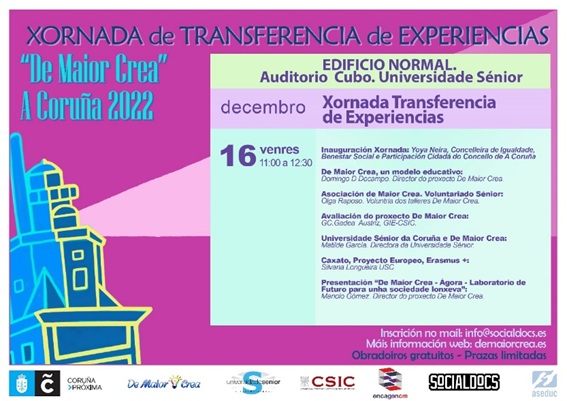 XORNADA de TRANSFERENCIA de EXPERIENCIAS
"De Maior Crea"
A Coruña 2022
EDIFICIO NORMAL.
Auditorio Cubo. Universidade Sénior
decembro
Xornada Transferencia
de Experiencias
16 venres
11:00 a 12:30
Inauguración Xornada: Yoya Neira, Concelleira de Igualdade,
Benestar Social e Participación Cidadá do Concello de A Coruña
De Maior Crea, un modelo educativo:
Domingo D Docampo. Director do proxecto De Maior Crea.
Asociación de Maior Crea. Voluntariado Sénior:
Olga Raposo. Voluntria dos talleres De Maior Crea.
Avaliación do proxecto De Maior Crea:
GC.Gadea Austriz, GIE-CSIC.
Universidade Sénior da Coruña e De Maior Crea:
Matilde García. Directora da Universidade Sénior
Caxato, Proyecto Europeo, Erasmus +:
Silvana Longueira USC
Presentación "De Maior Crea - Ágora - Laboratorio de
Futuro para unha sociedade lonxeva":
Manolo Gómez. Director do proxecto De Maior Crea.
Inscrición no mail: info@socialdocs.es
Máis información web: demaiorcrea.es
Obradoiros gratuitos - Prazas limitadas
CORUÑA
PRÓXIMA
De Maior Crea
universidadesénior
CSIC
encagencm
SOCIALDOCS
aseduc